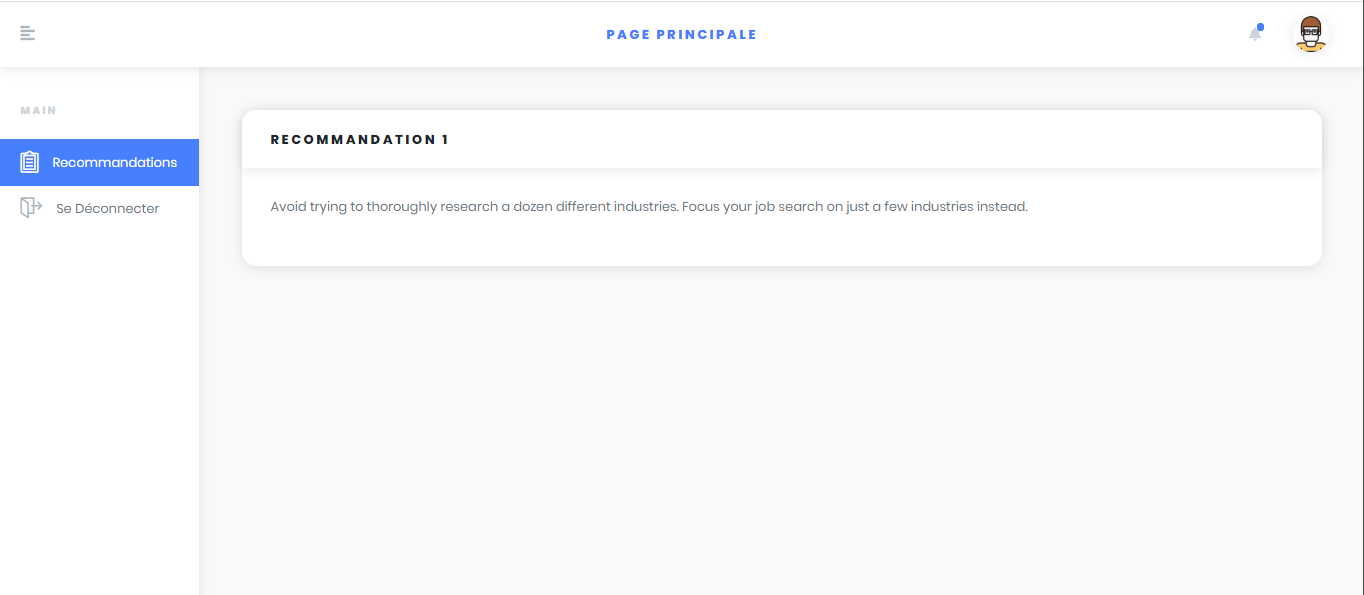 PAGE PRINCIPALE
MAIN
Recommandations
Se Déconnecter
RECOMMANDATION 1
Avoid trying to thoroughly research a dozen different industries. Focus your job search on just a few industries instead.